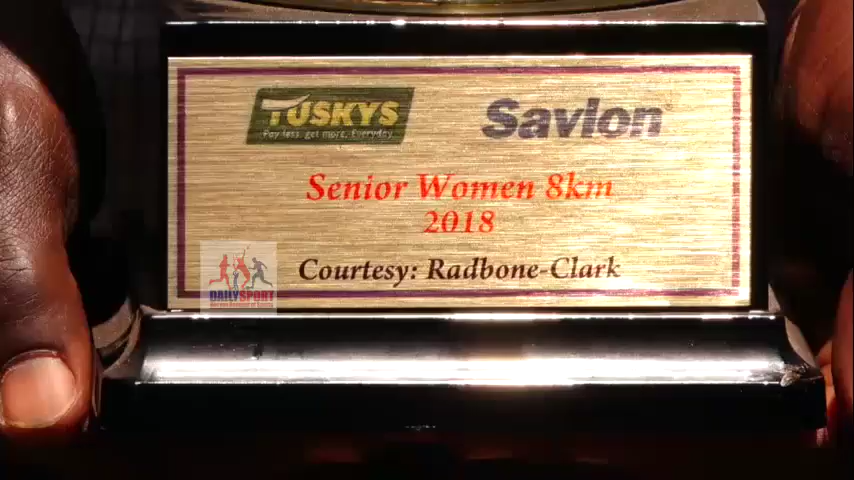 TUSKYS
Pay less. get more. Everyday.
Savlon
Senior Women 8km
2018
Courtesy: Radbone-Clark
DAILYSPORT